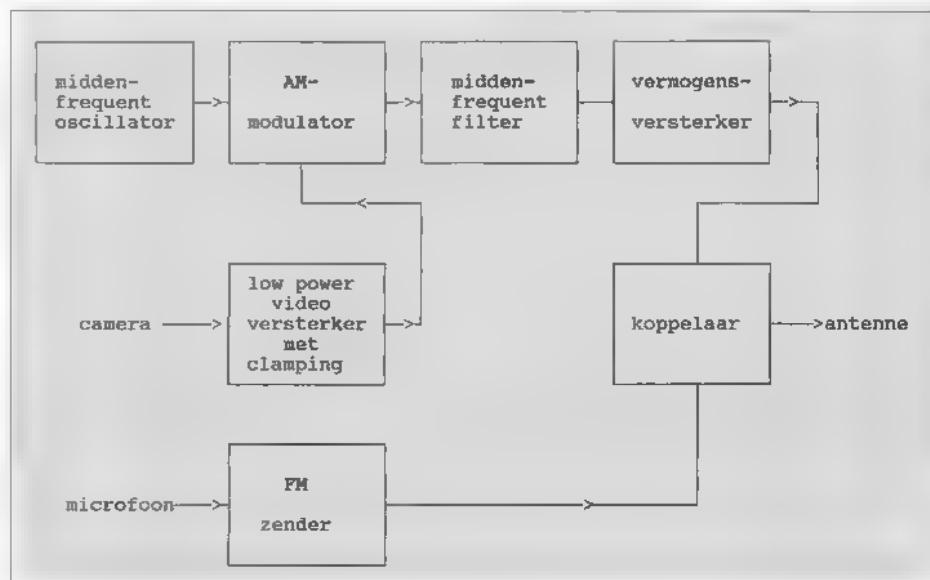 midden-
frequent
oscillator
AM-
modulator
midden-
frequent
filter
vermogens-
versterker
camera
low power
video
versterker
met
clamping
koppelaar
antenne
microfoon
FM
zender